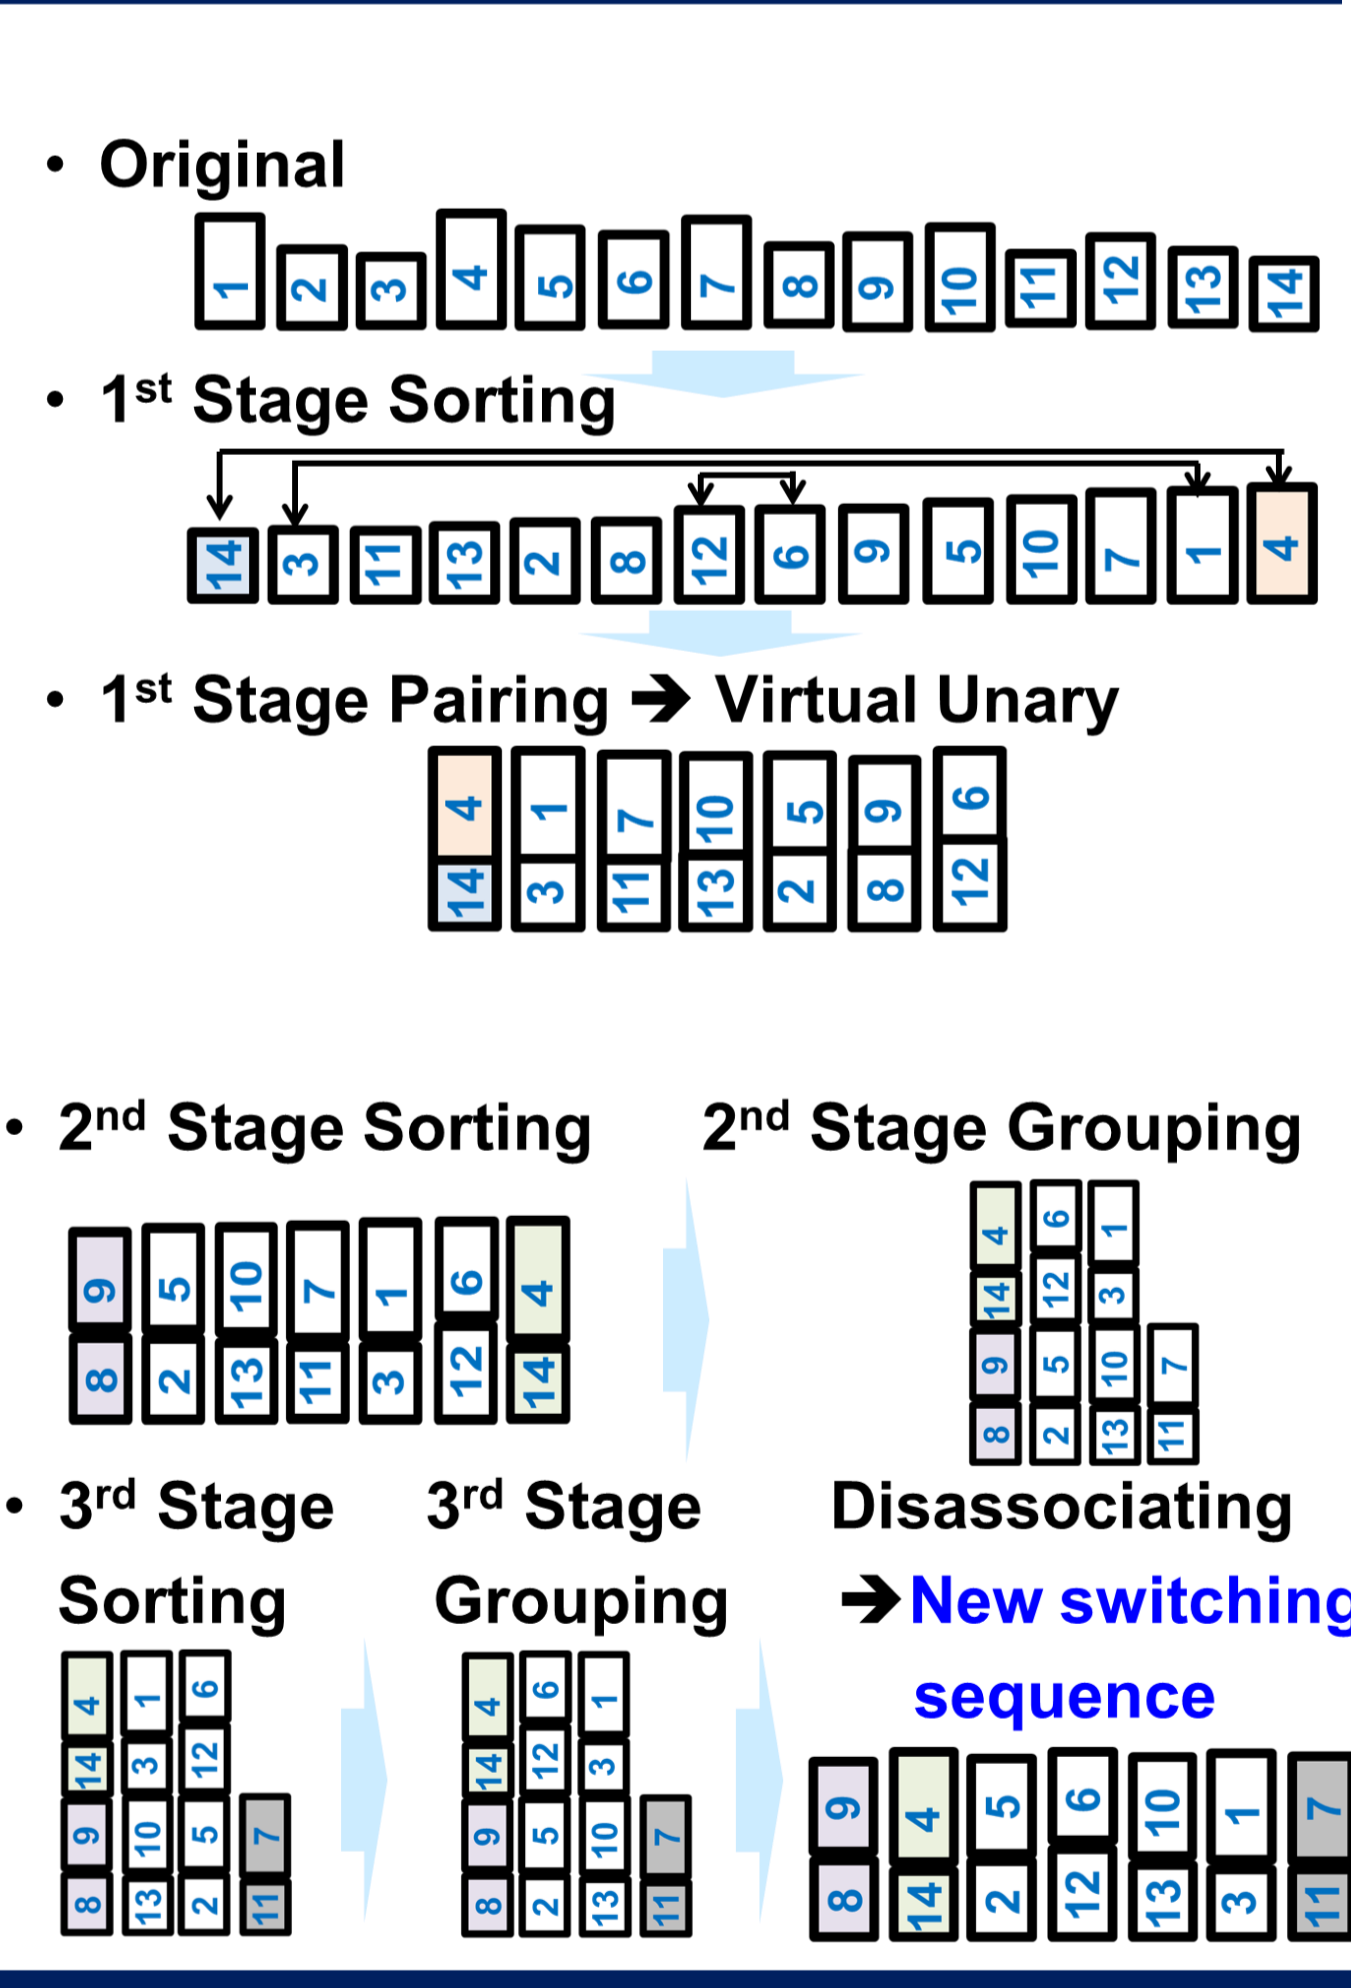 • Original
1 2 3 4 5 6 7 8 9 10 11 12 13 14
• 1st Stage Sorting
14 3 11 13 2 8 12 6 9 5 10 7 1 4
• 1st Stage Pairing ➔ Virtual Unary
4 1 7 10 5 9 6
14 3 11 13 2 8 12
• 2nd Stage Sorting
9 5 10 7 1 6 4
8 2 13 11 3 12 14
2nd Stage Grouping
4 6 1
14 12 3
9 5 10 7
8 2 13 11
• 3rd Stage
Sorting
4 1 6
14 3 12
9 10 5 7
8 13 2 11
3rd Stage
Grouping
4 6 1
14 12 3
9 5 10 7
8 2 13 11
Disassociating
➔New switching
sequence
9 4 5 6 10 1 7
8 14 2 12 13 3 11